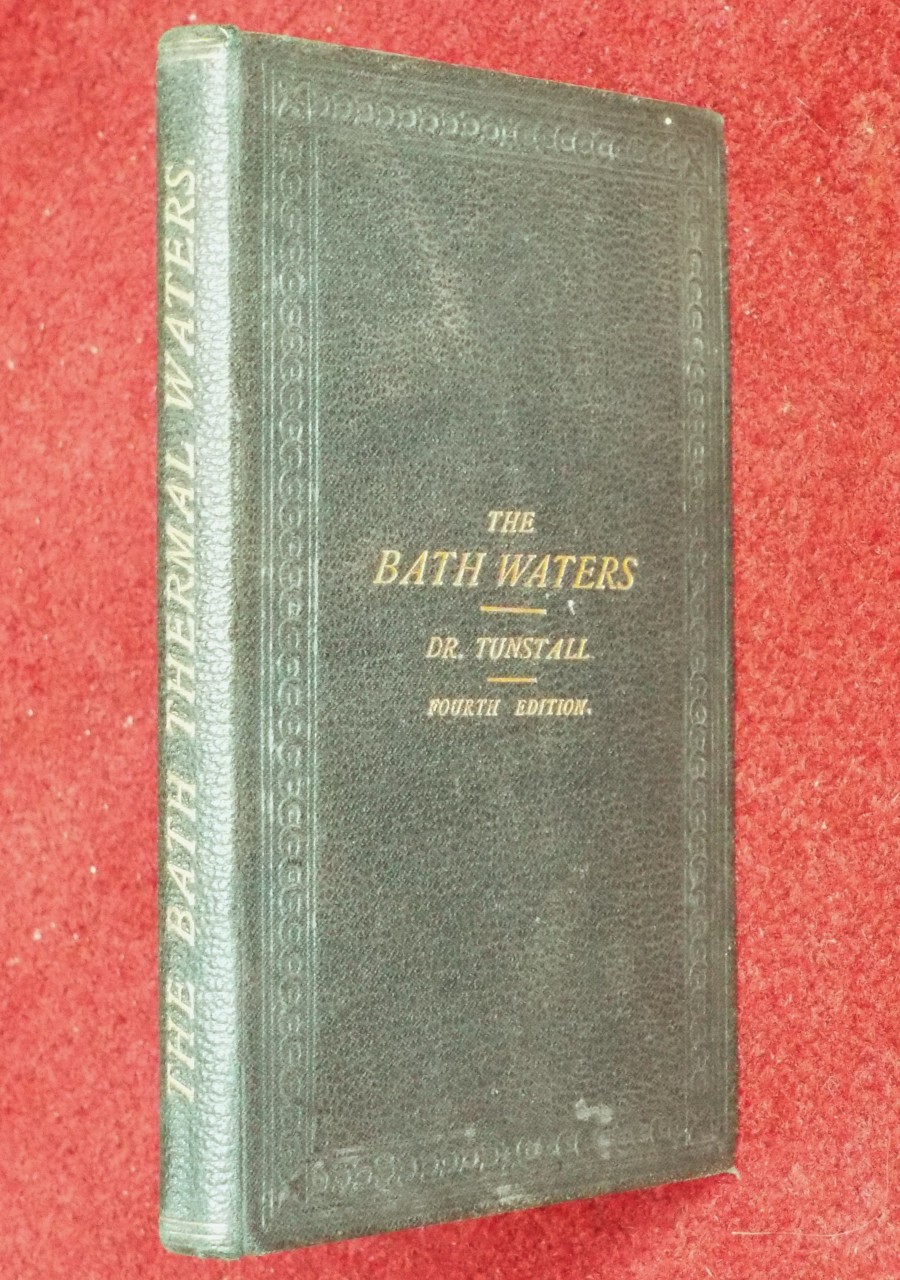 THE BATH THERMAL WATERS.
THE
BATH WATERS
DR. TUNSTALL
FOURTH EDITION.